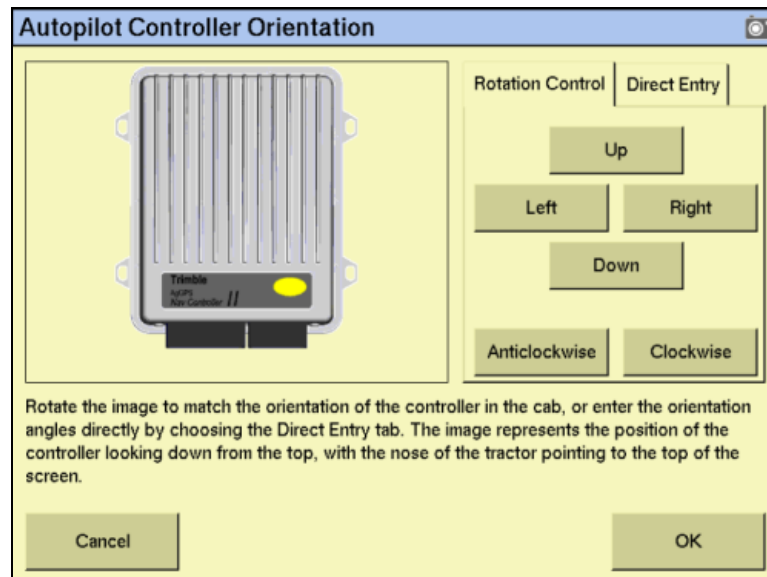 Autopilot Controller Orientation
Rotation Control
Direct Entry
Up
Left
Right
Down
Anticlockwise
Clockwise
Trimble
AgGPS
Nav Controller II
Rotate the image to match the orientation of the controller in the cab, or enter the orientation
angles directly by choosing the Direct Entry tab. The image represents the position of the
controller looking down from the top, with the nose of the tractor pointing to the top of the
screen.
Cancel
OK